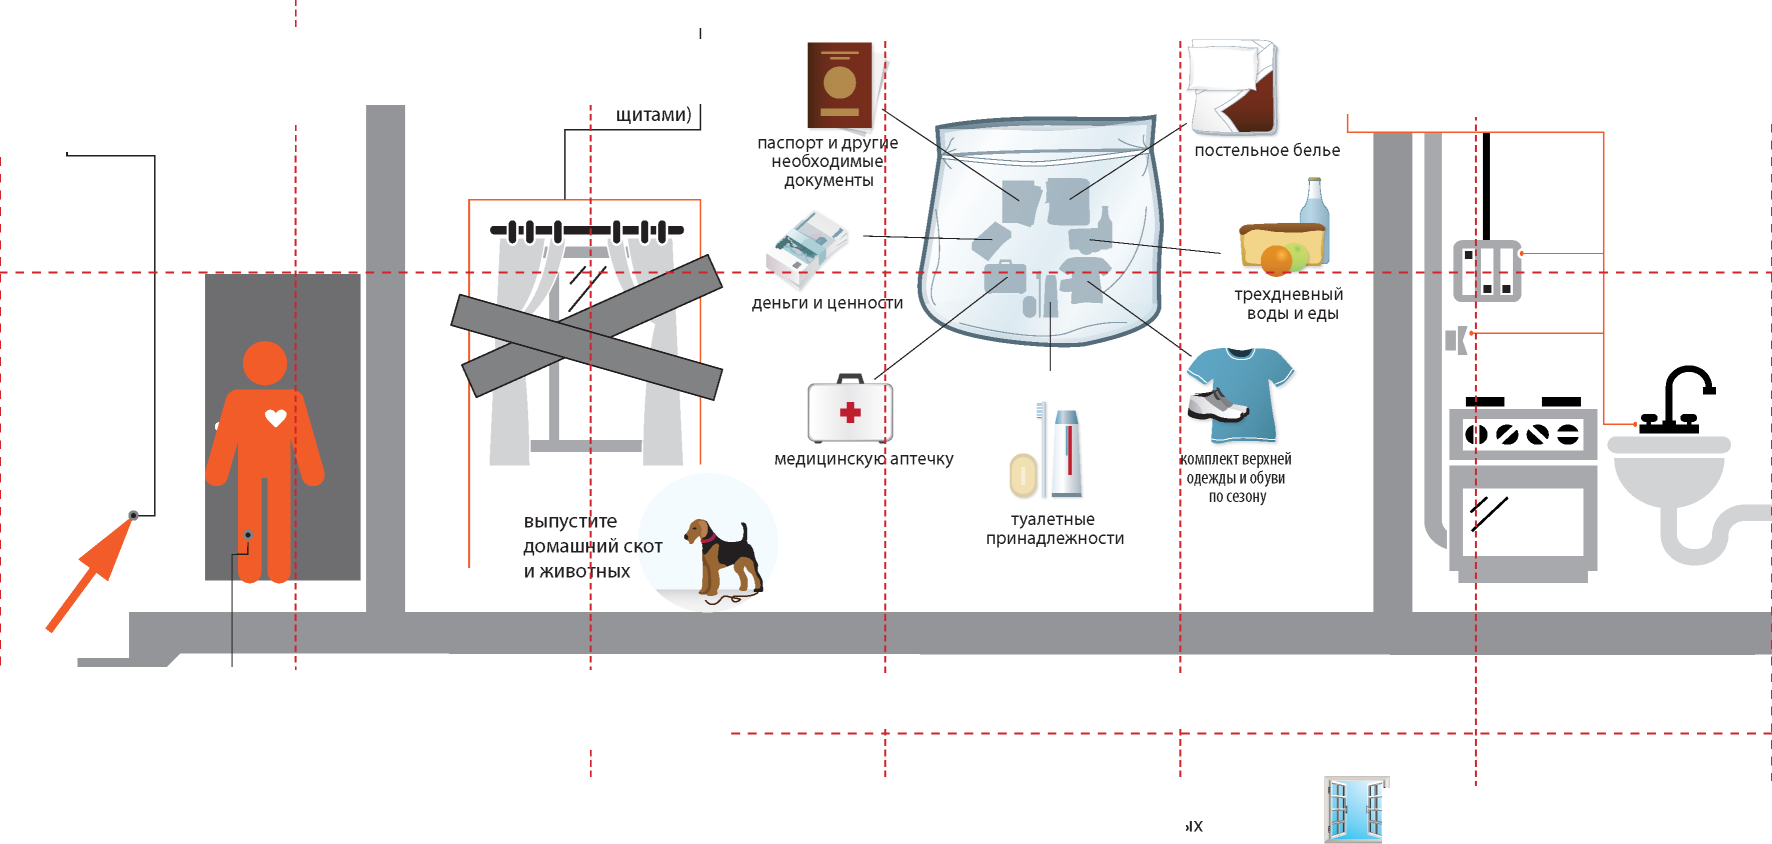 щитами)
паспорт и другие
необходимые
документы
постельное белье
деньги и ценности
трехдневный
воды и еды
медицинскую аптечку
комплект верхней
одежды и обуви
по сезону
туалетные
принадлежности
выпустите
домашний скот
и животных
ых